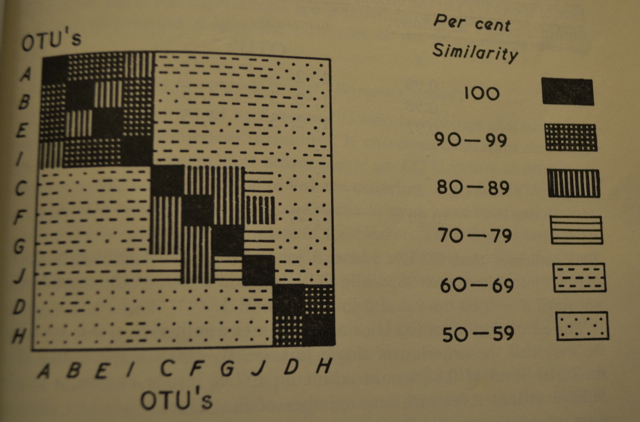 OTU's
A
B
E
I
C
F
G
J
D
H
A B E I C F G J D H
OTU's
Per cent
Similarity
100
90—99
80—89
70—79
60—69
50—59